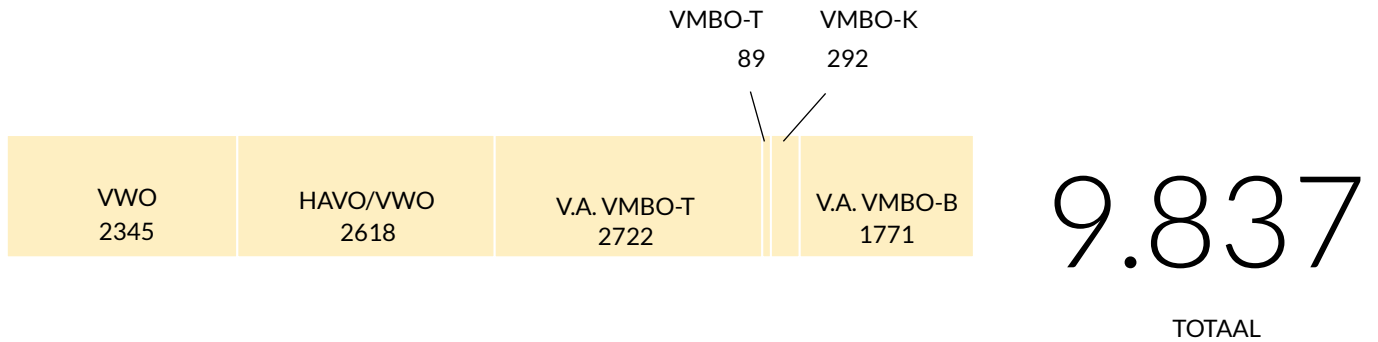 VMBO-T
89
VMBO-K
292
VWO
2345
HAVO/VWO
2618
V.A. VMBO-T
2722
V.A. VMBO-B
1771
9.837
TOTAAL